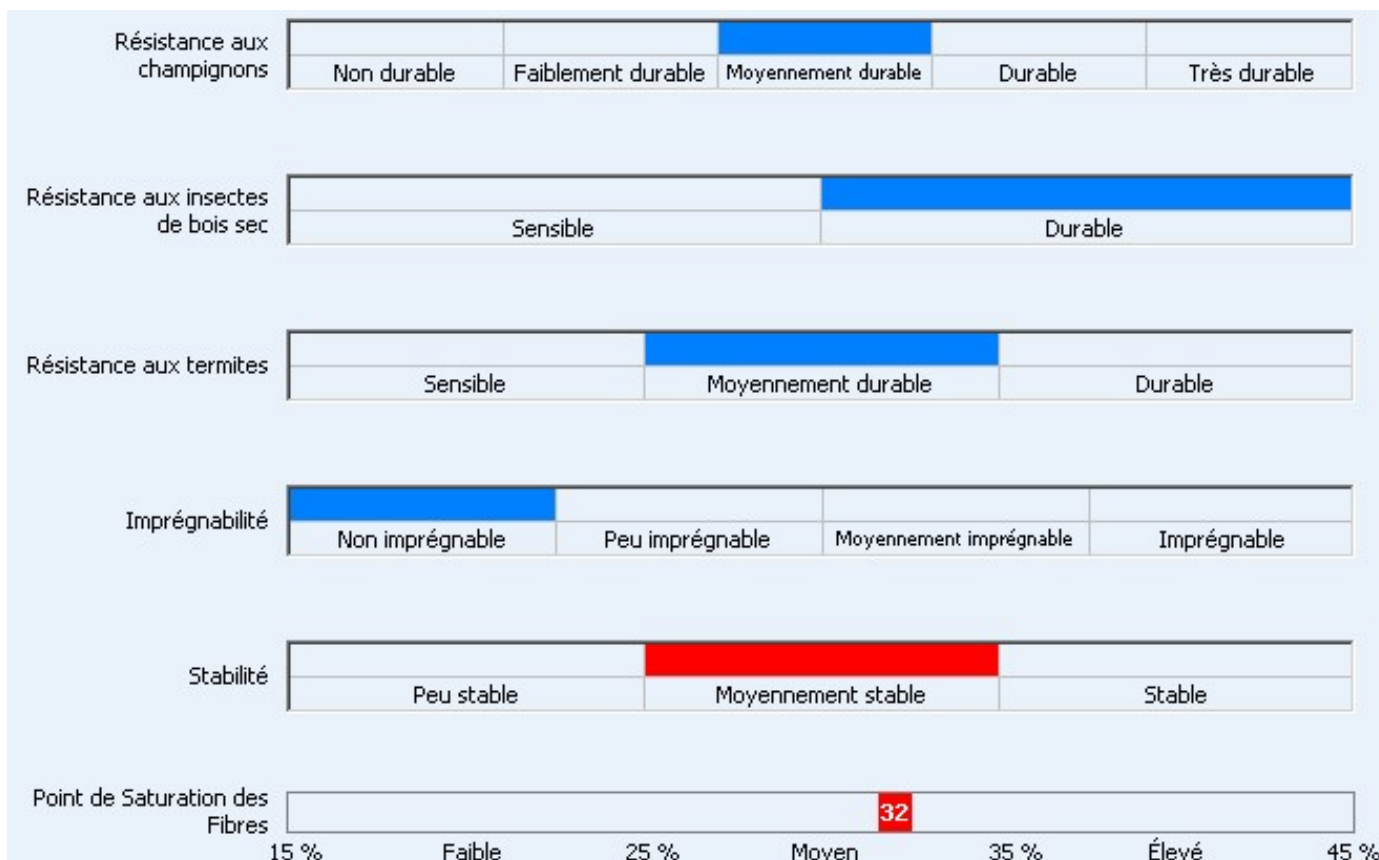 Résistance aux
champignons
Non durable Faiblement durable Moyennement durable Durable Très durable
Résistance aux insectes
de bois sec
Sensible Durable
Résistance aux termites
Sensible Moyennement durable Durable
Imprégnabilité
Non imprégnable Peu imprégnable Moyennement imprégnable Imprégnable
Stabilité
Peu stable Moyennement stable Stable
Point de Saturation des
Fibres
32
15 % Faible 25 % Moyen 35 % Élevé 45 %